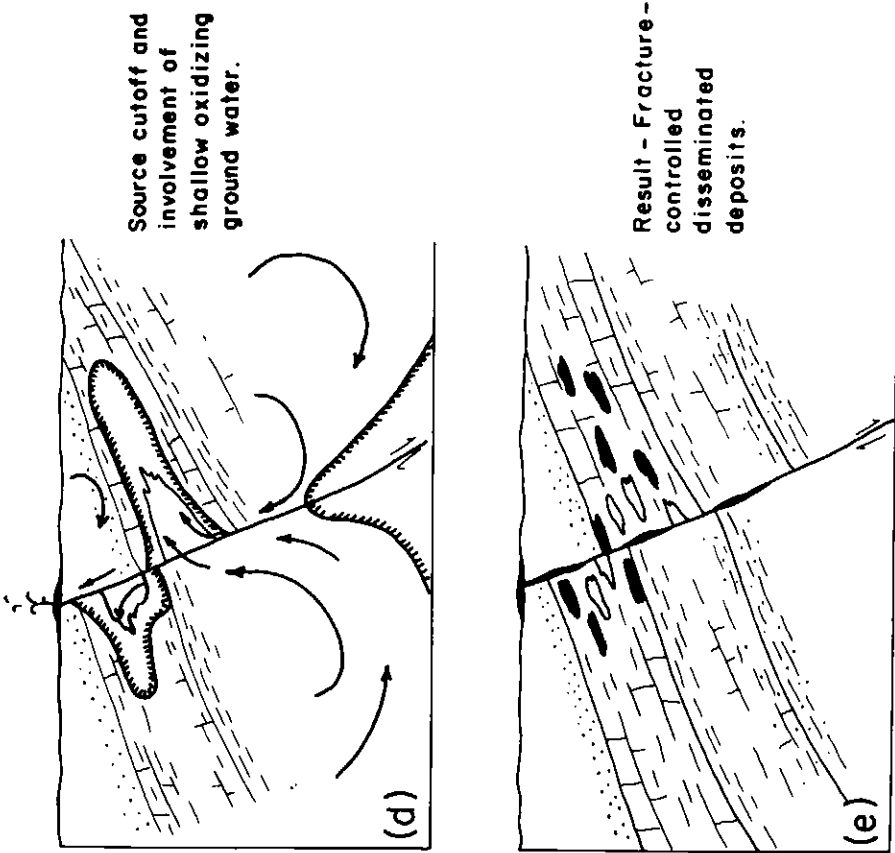 (d)
Source cutoff and
involvement of
shallow oxidizing
ground water.
(e)
Result - Fracture-
controlled
disseminated
deposits.